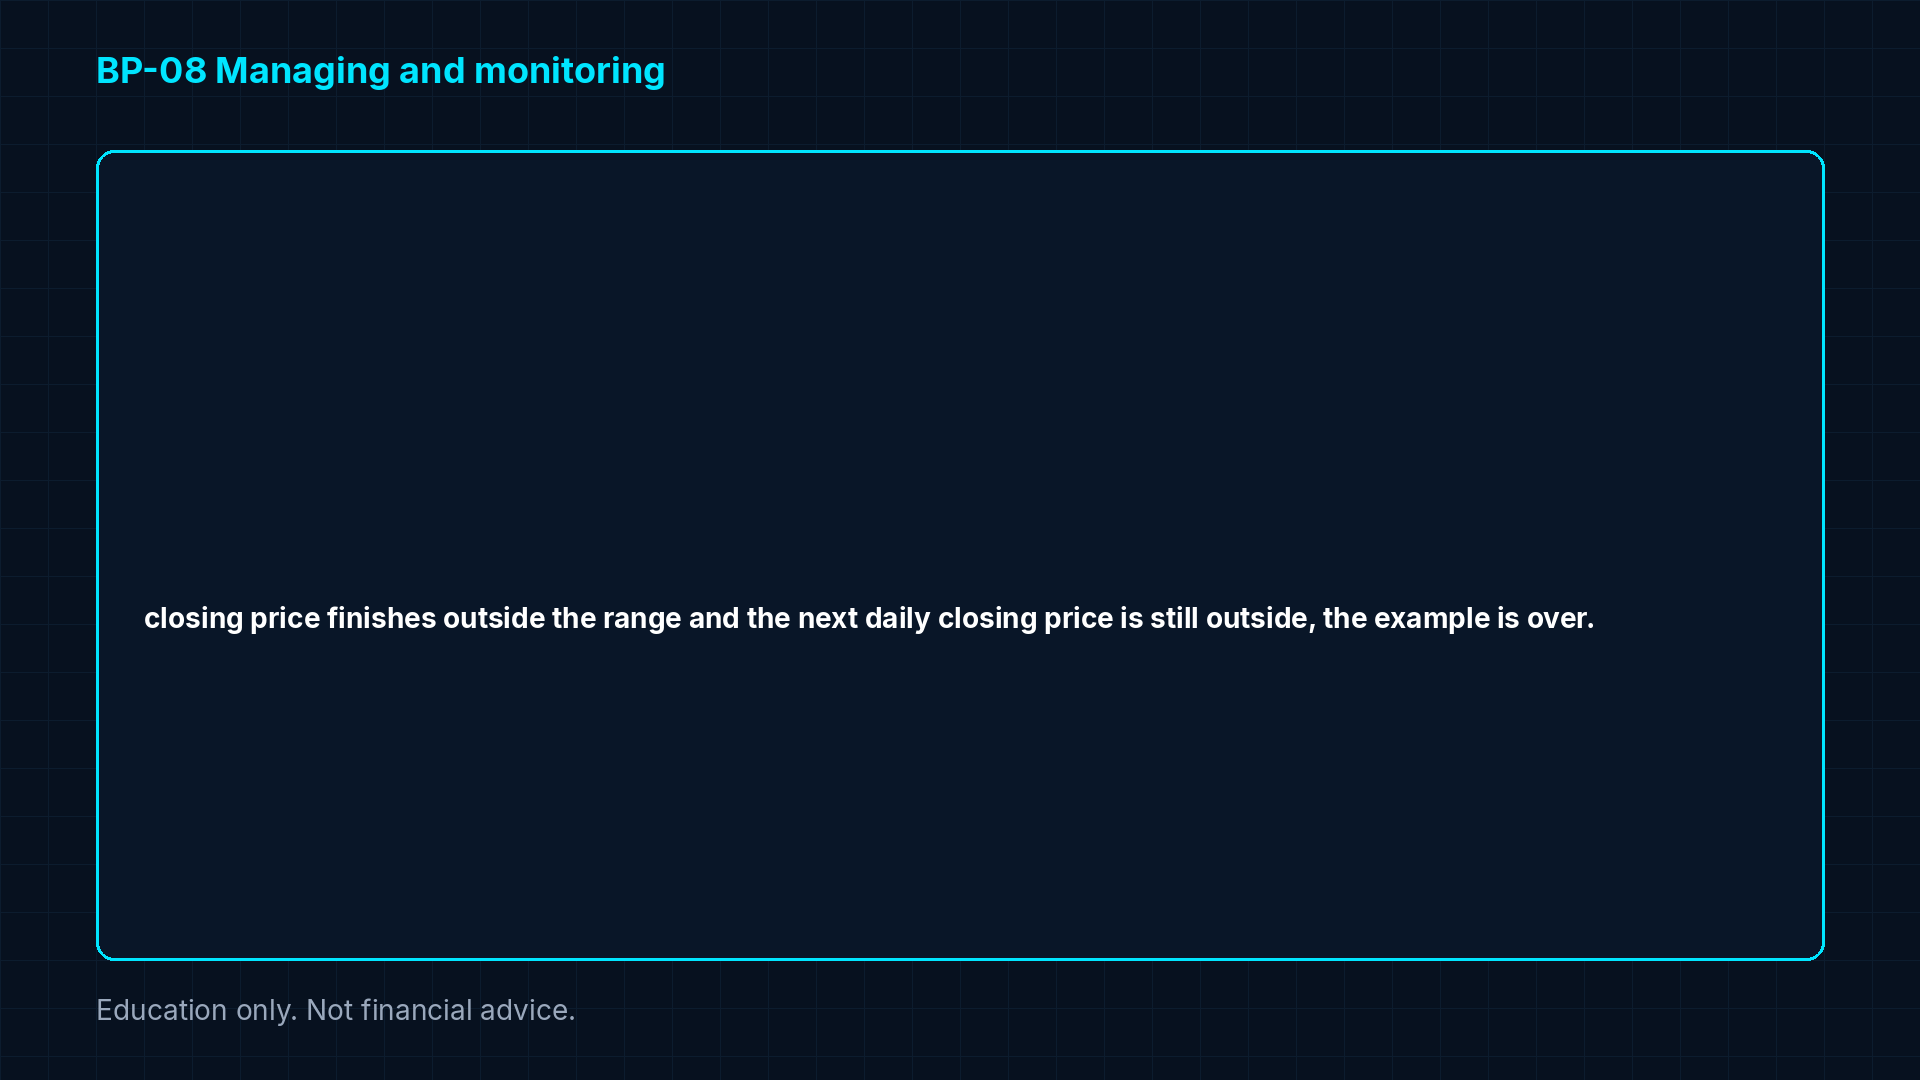 BP-08 Managing and monitoring
closing price finishes outside the range and the next daily closing price is still outside, the example is over.
Education only. Not financial advice.